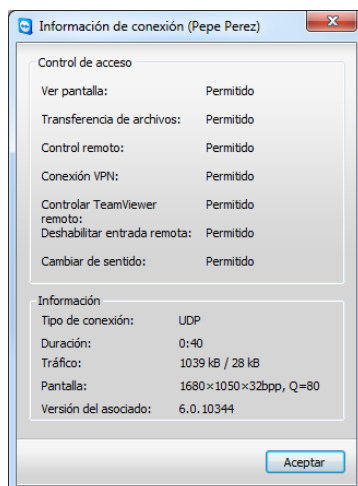 Información de conexión (Pepe Perez)
Control de acceso
Ver pantalla: Permitido
Transferencia de archivos: Permitido
Control remoto: Permitido
Conexión VPN: Permitido
Controlar TeamViewer remoto: Permitido
Deshabilitar entrada remota: Permitido
Cambiar de sentido: Permitido
Información
Tipo de conexión: UDP
Duración: 0:40
Tráfico: 1039 kB / 28 kB
Pantalla: 1680×1050×32bpp, Q=80
Versión del asociado: 6.0.10344
Aceptar